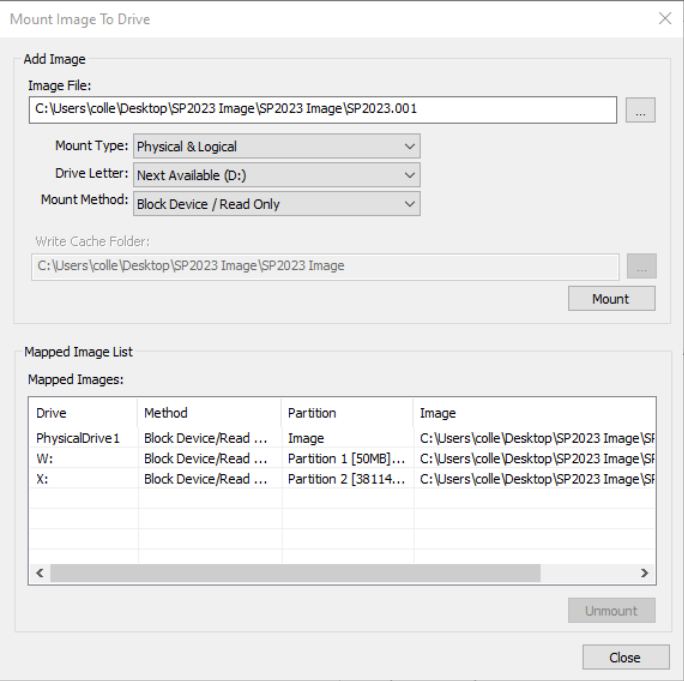 Mount Image To Drive
Add Image
Image File:
C:\Users\colle\Desktop\SP2023 Image\SP2023 Image\SP2023.001
...
Mount Type: Physical & Logical
Drive Letter: Next Available (D:)
Mount Method: Block Device / Read Only
Write Cache Folder:
C:\Users\colle\Desktop\SP2023 Image\SP2023 Image
...
Mount
Mapped Image List
Mapped Images:
Drive Method Partition Image
PhysicalDrive1 Block Device/Read ... Image C:\Users\colle\Desktop\SP2023 Image\SP
W: Block Device/Read ... Partition 1 [50MB]... C:\Users\colle\Desktop\SP2023 Image\SP
X: Block Device/Read ... Partition 2 [38114... C:\Users\colle\Desktop\SP2023 Image\SP
Unmount
Close